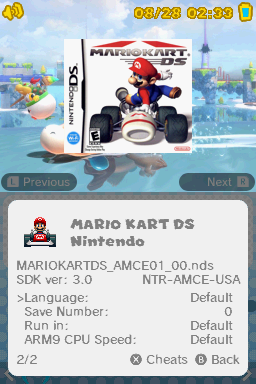 08/28 02:33
NINTENDO DS
MARIOKART
DS
EVERYONE
E
L Previous
Next R
MARIO KART DS
Nintendo
MARIOKARTDS_AMCE01_00.nds
SDK ver: 3.0 NTR-AMCE-USA
>Language: Default
Save Number: 0
Run in: Default
ARM9 CPU Speed: Default
2/2 X Cheats B Back